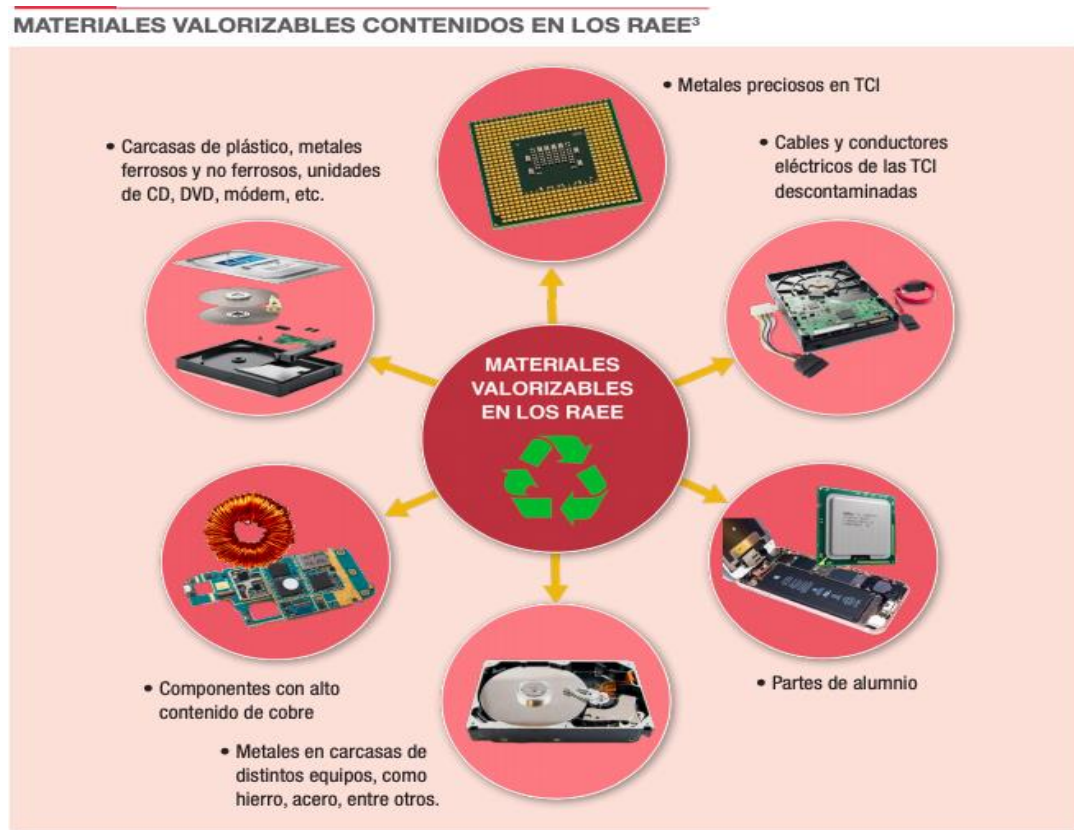 MATERIALES VALORIZABLES CONTENIDOS EN LOS RAEE³
• Metales preciosos en TCI
• Carcasas de plástico, metales
ferrosos y no ferrosos, unidades
de CD, DVD, módem, etc.
• Cables y conductores
eléctricos de las TCI
descontaminadas
MATERIALES
VALORIZABLES
EN LOS RAEE
• Componentes con alto
contenido de cobre
• Partes de alumnio
• Metales en carcasas de
distintos equipos, como
hierro, acero, entre otros.